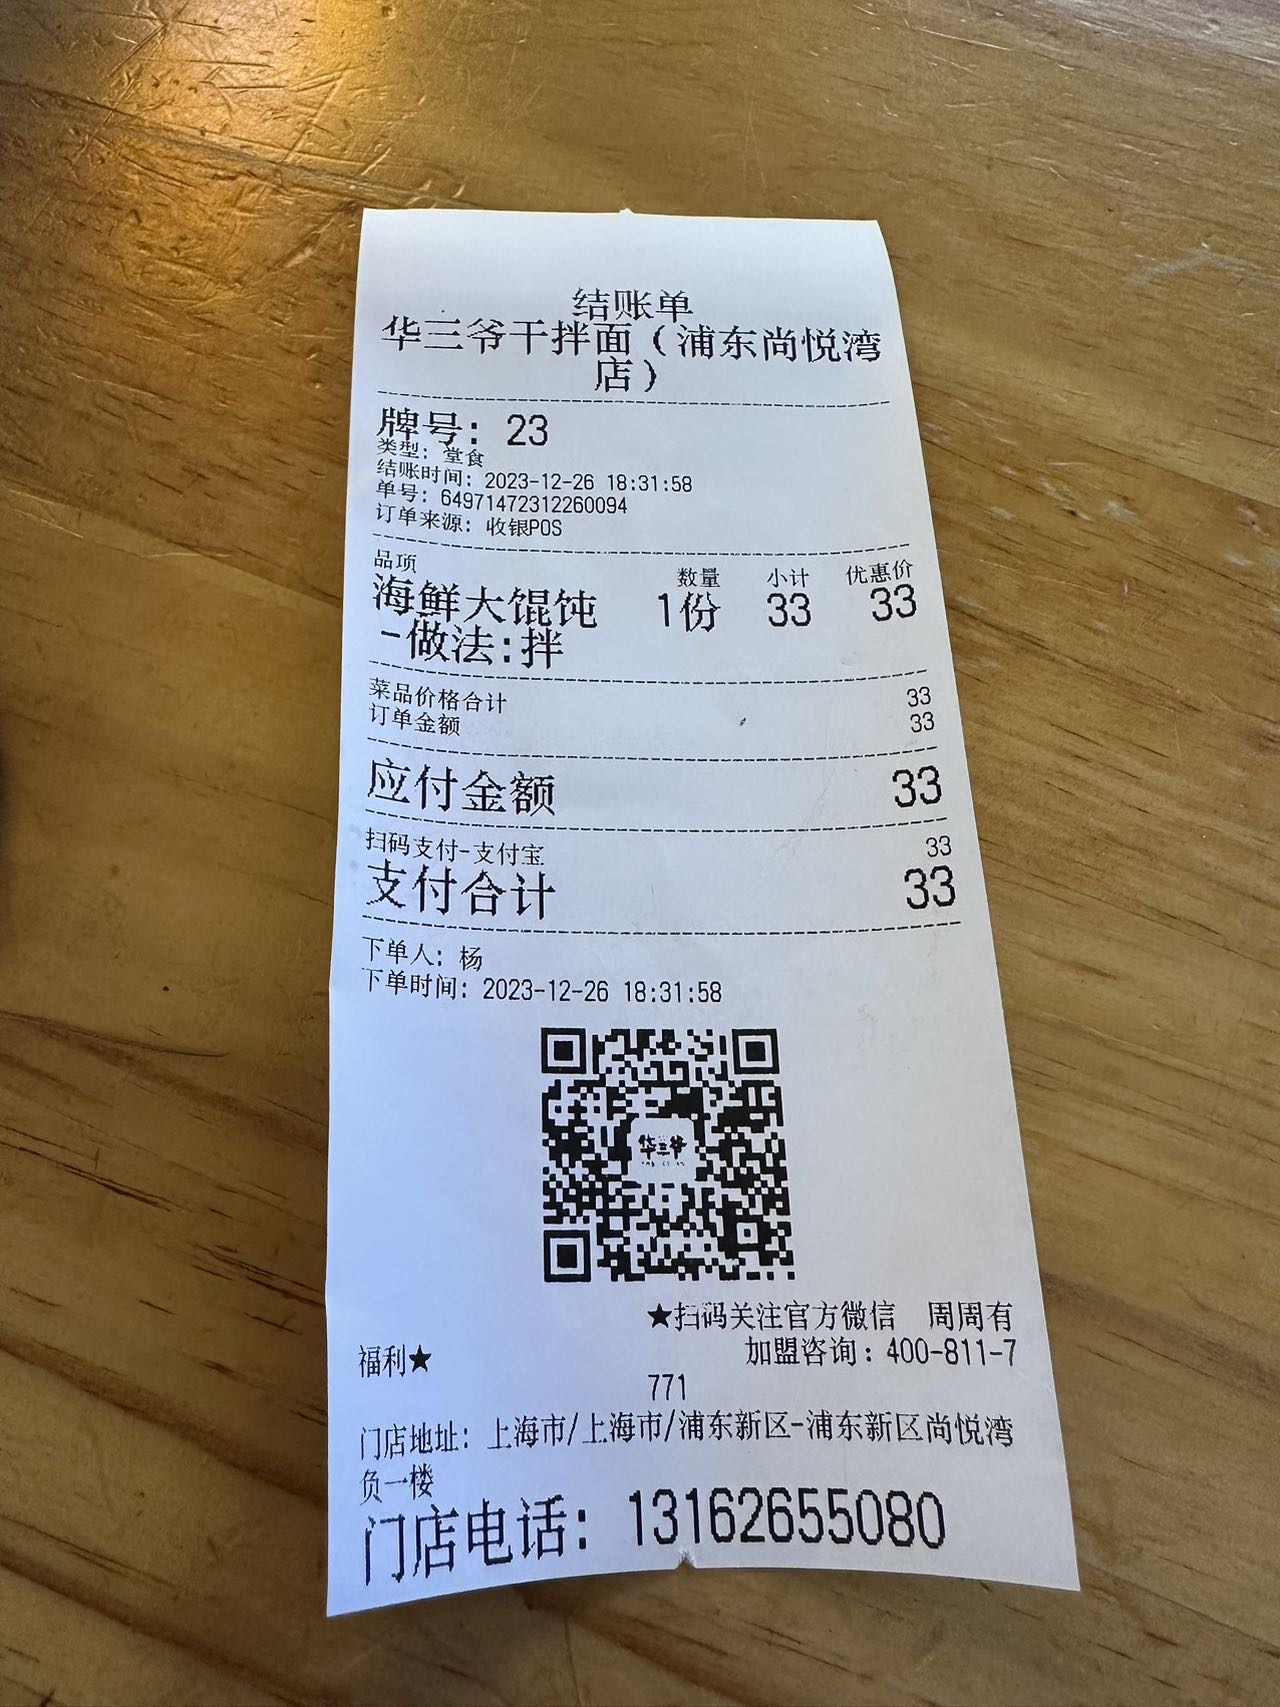 结账单
华三爷干拌面（浦东尚悦湾
店）
牌号: 23
类型: 堂食
结账时间: 2023-12-26 18:31:58
单号: 64971472312260094
订单来源: 收银POS
品项 数量 小计 优惠价
海鲜大馄饨 1份 33 33
-做法:拌
菜品价格合计 33
订单金额 33
应付金额 33
扫码支付-支付宝 33
支付合计 33
下单人: 杨
下单时间: 2023-12-26 18:31:58
华三爷
★扫码关注官方微信 周周有
福利★ 加盟咨询: 400-811-7
771
门店地址: 上海市/上海市/浦东新区-浦东新区尚悦湾
负一楼
门店电话: 13162655080